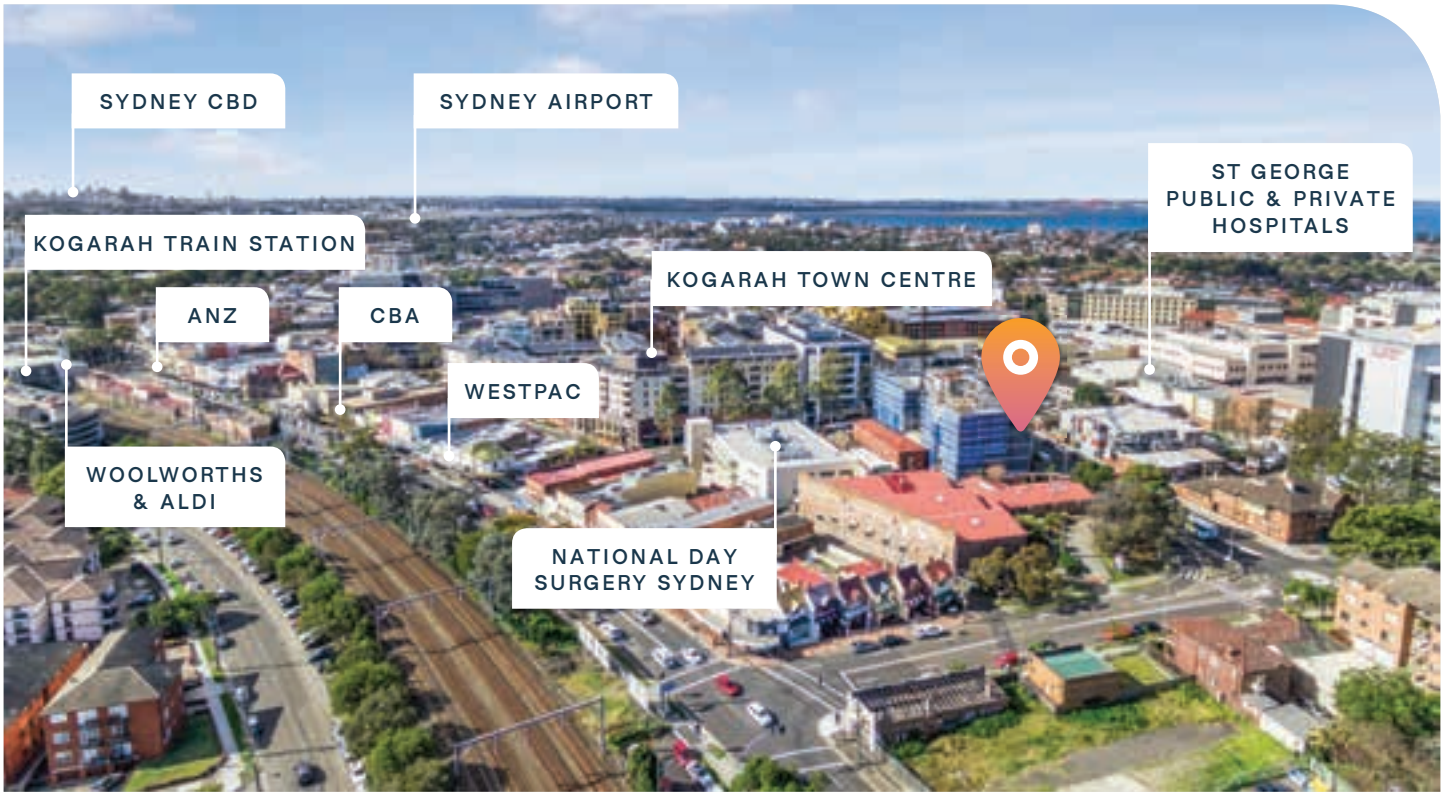 SYDNEY CBD
SYDNEY AIRPORT
ST GEORGE
PUBLIC & PRIVATE
HOSPITALS
KOGARAH TRAIN STATION
KOGARAH TOWN CENTRE
ANZ
CBA
WESTPAC
WOOLWORTHS
& ALDI
NATIONAL DAY
SURGERY SYDNEY